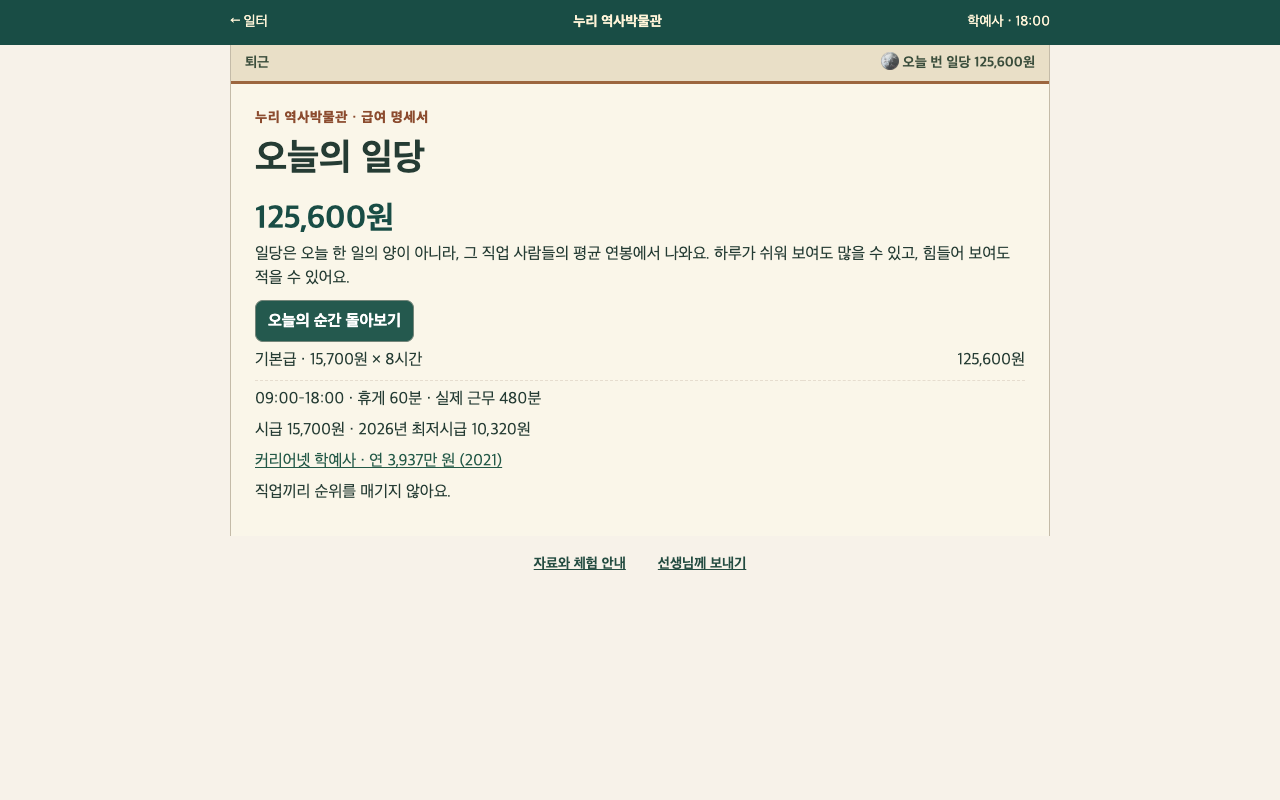 ← 일터
누리 역사박물관
학예사 · 18:00
퇴근
오늘 번 일당 125,600원
누리 역사박물관 · 급여 명세서
오늘의 일당
125,600원
일당은 오늘 한 일의 양이 아니라, 그 직업 사람들의 평균 연봉에서 나와요. 하루가 쉬워 보여도 많을 수 있고, 힘들어 보여도
적을 수 있어요.
오늘의 순간 돌아보기
기본급 · 15,700원 × 8시간
125,600원
09:00-18:00 · 휴게 60분 · 실제 근무 480분
시급 15,700원 · 2026년 최저시급 10,320원
커리어넷 학예사 · 연 3,937만 원 (2021)
직업끼리 순위를 매기지 않아요.
자료와 체험 안내
선생님께 보내기